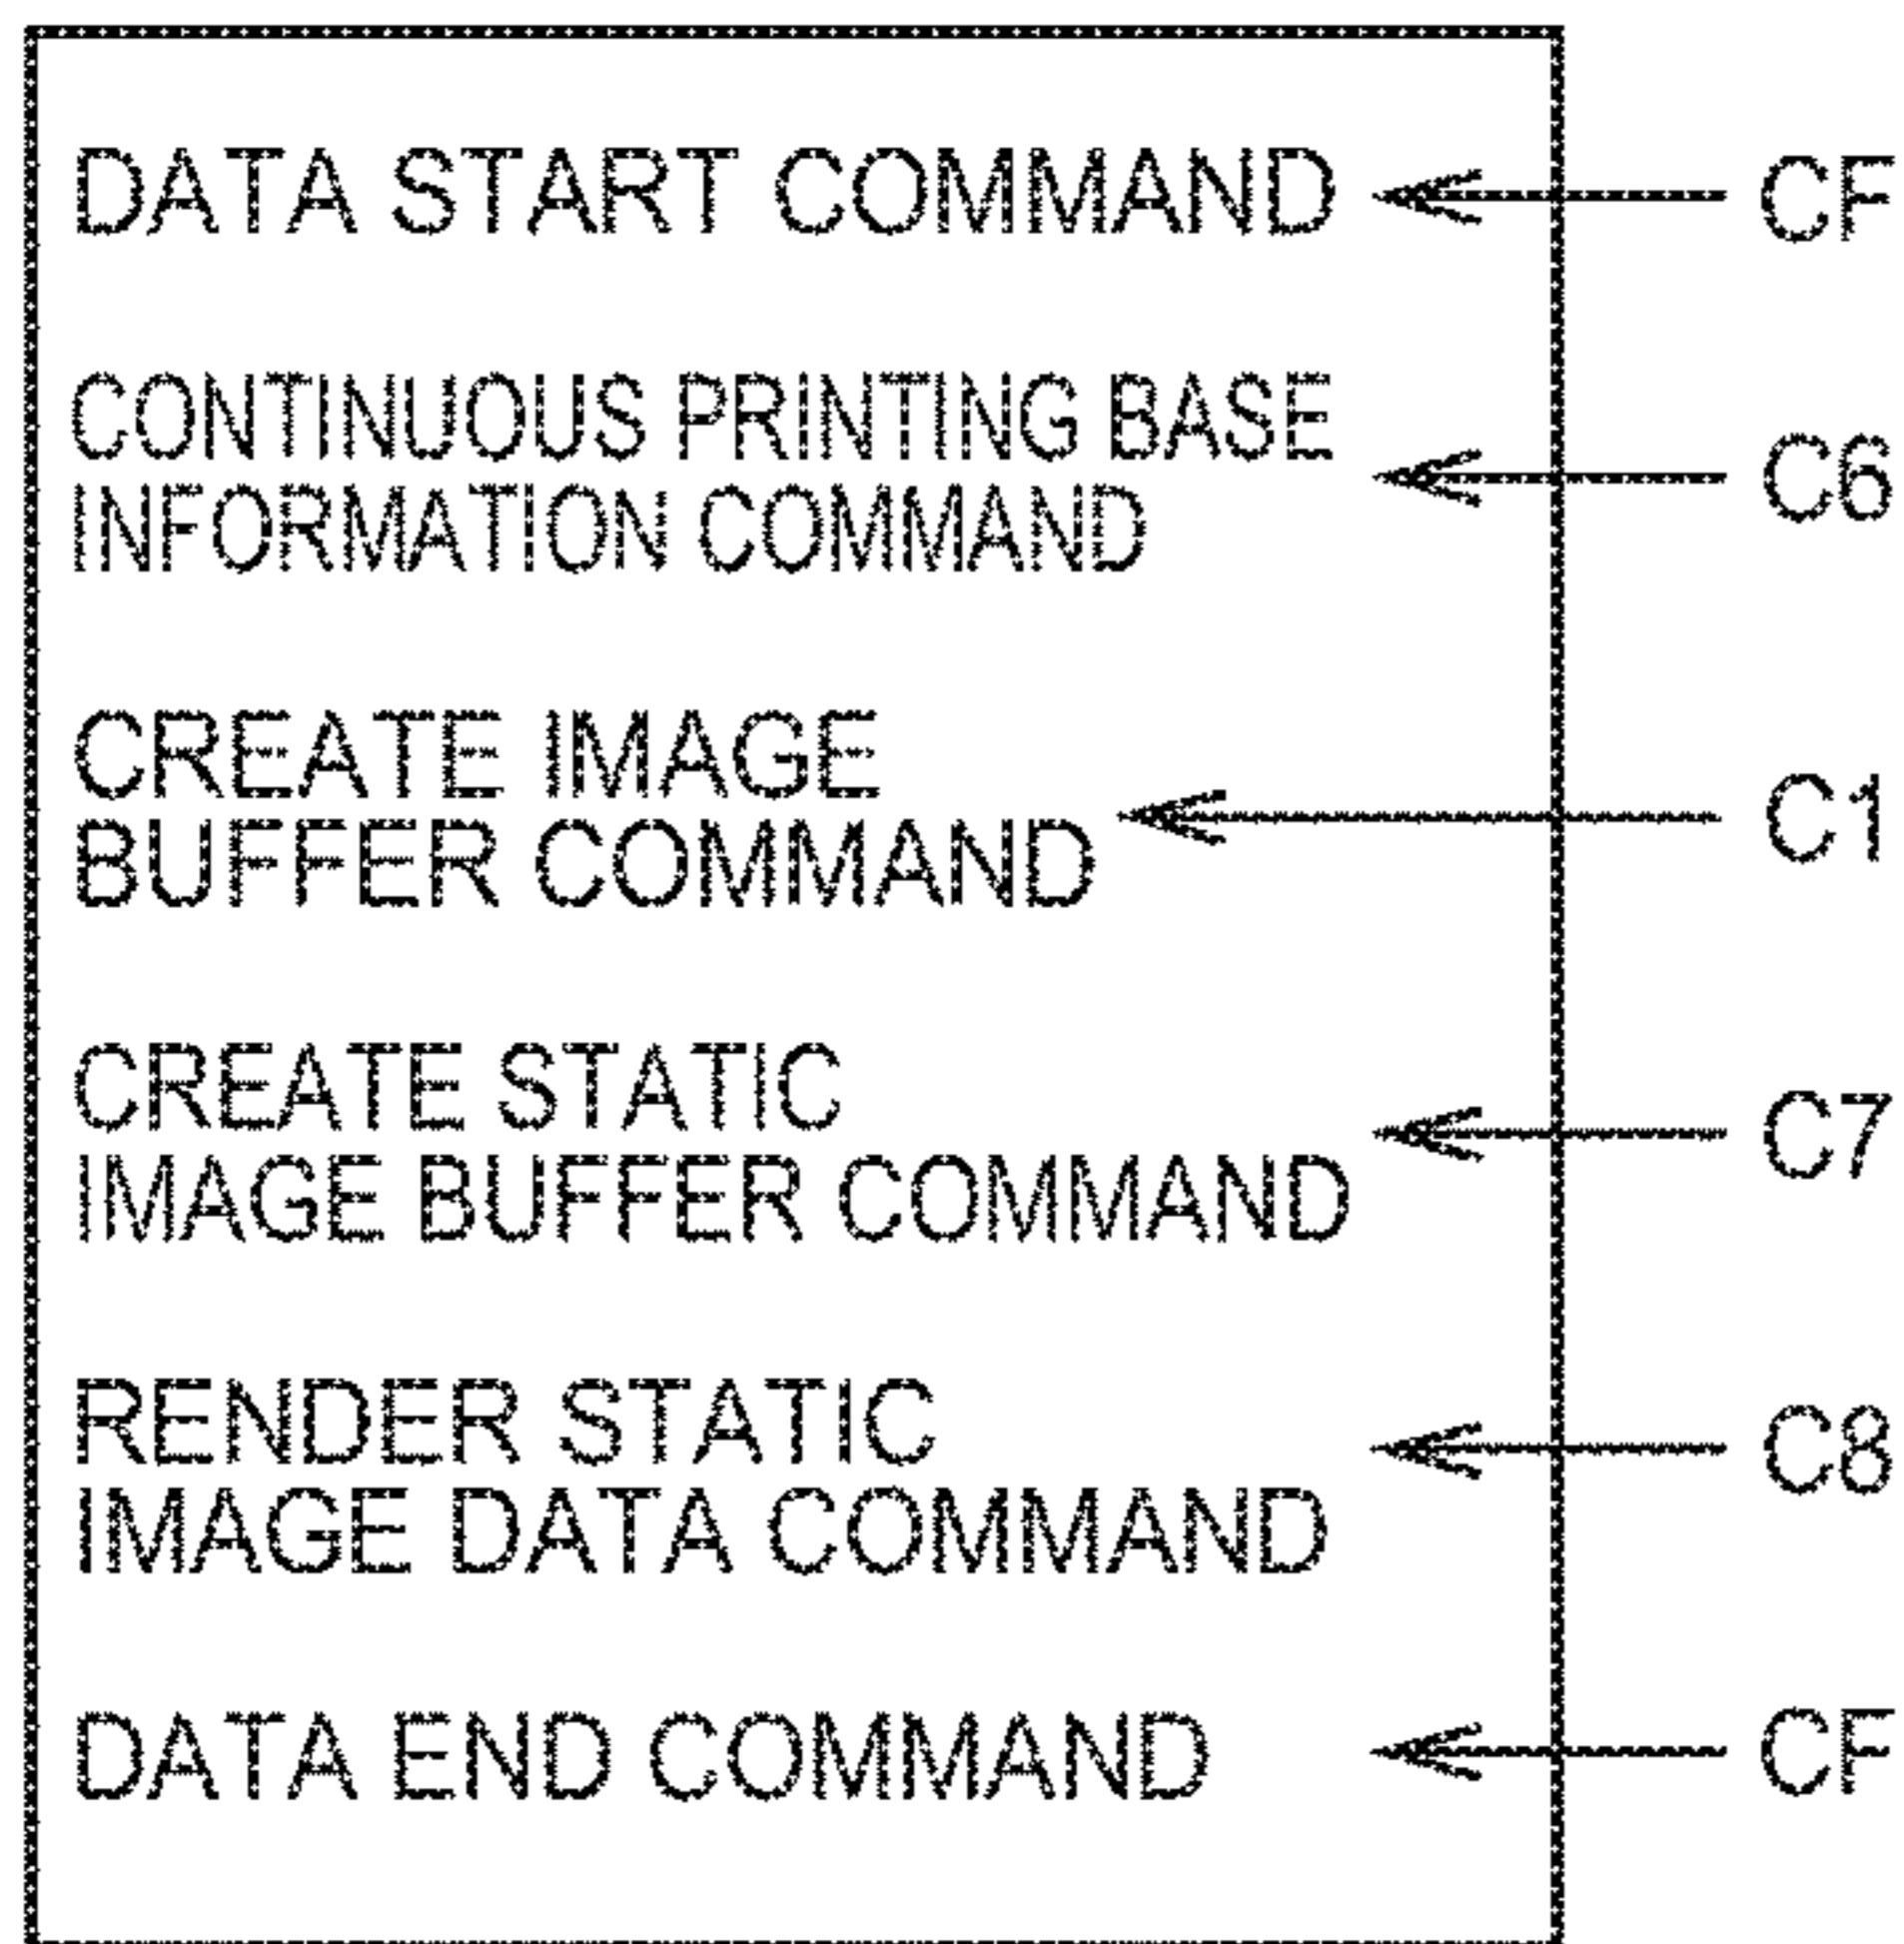 DATA START COMMAND CF
CONTINUOUS PRINTING BASE
INFORMATION COMMAND C6
CREATE IMAGE
BUFFER COMMAND C1
CREATE STATIC
IMAGE BUFFER COMMAND C7
RENDER STATIC
IMAGE DATA COMMAND C8
DATA END COMMAND CF